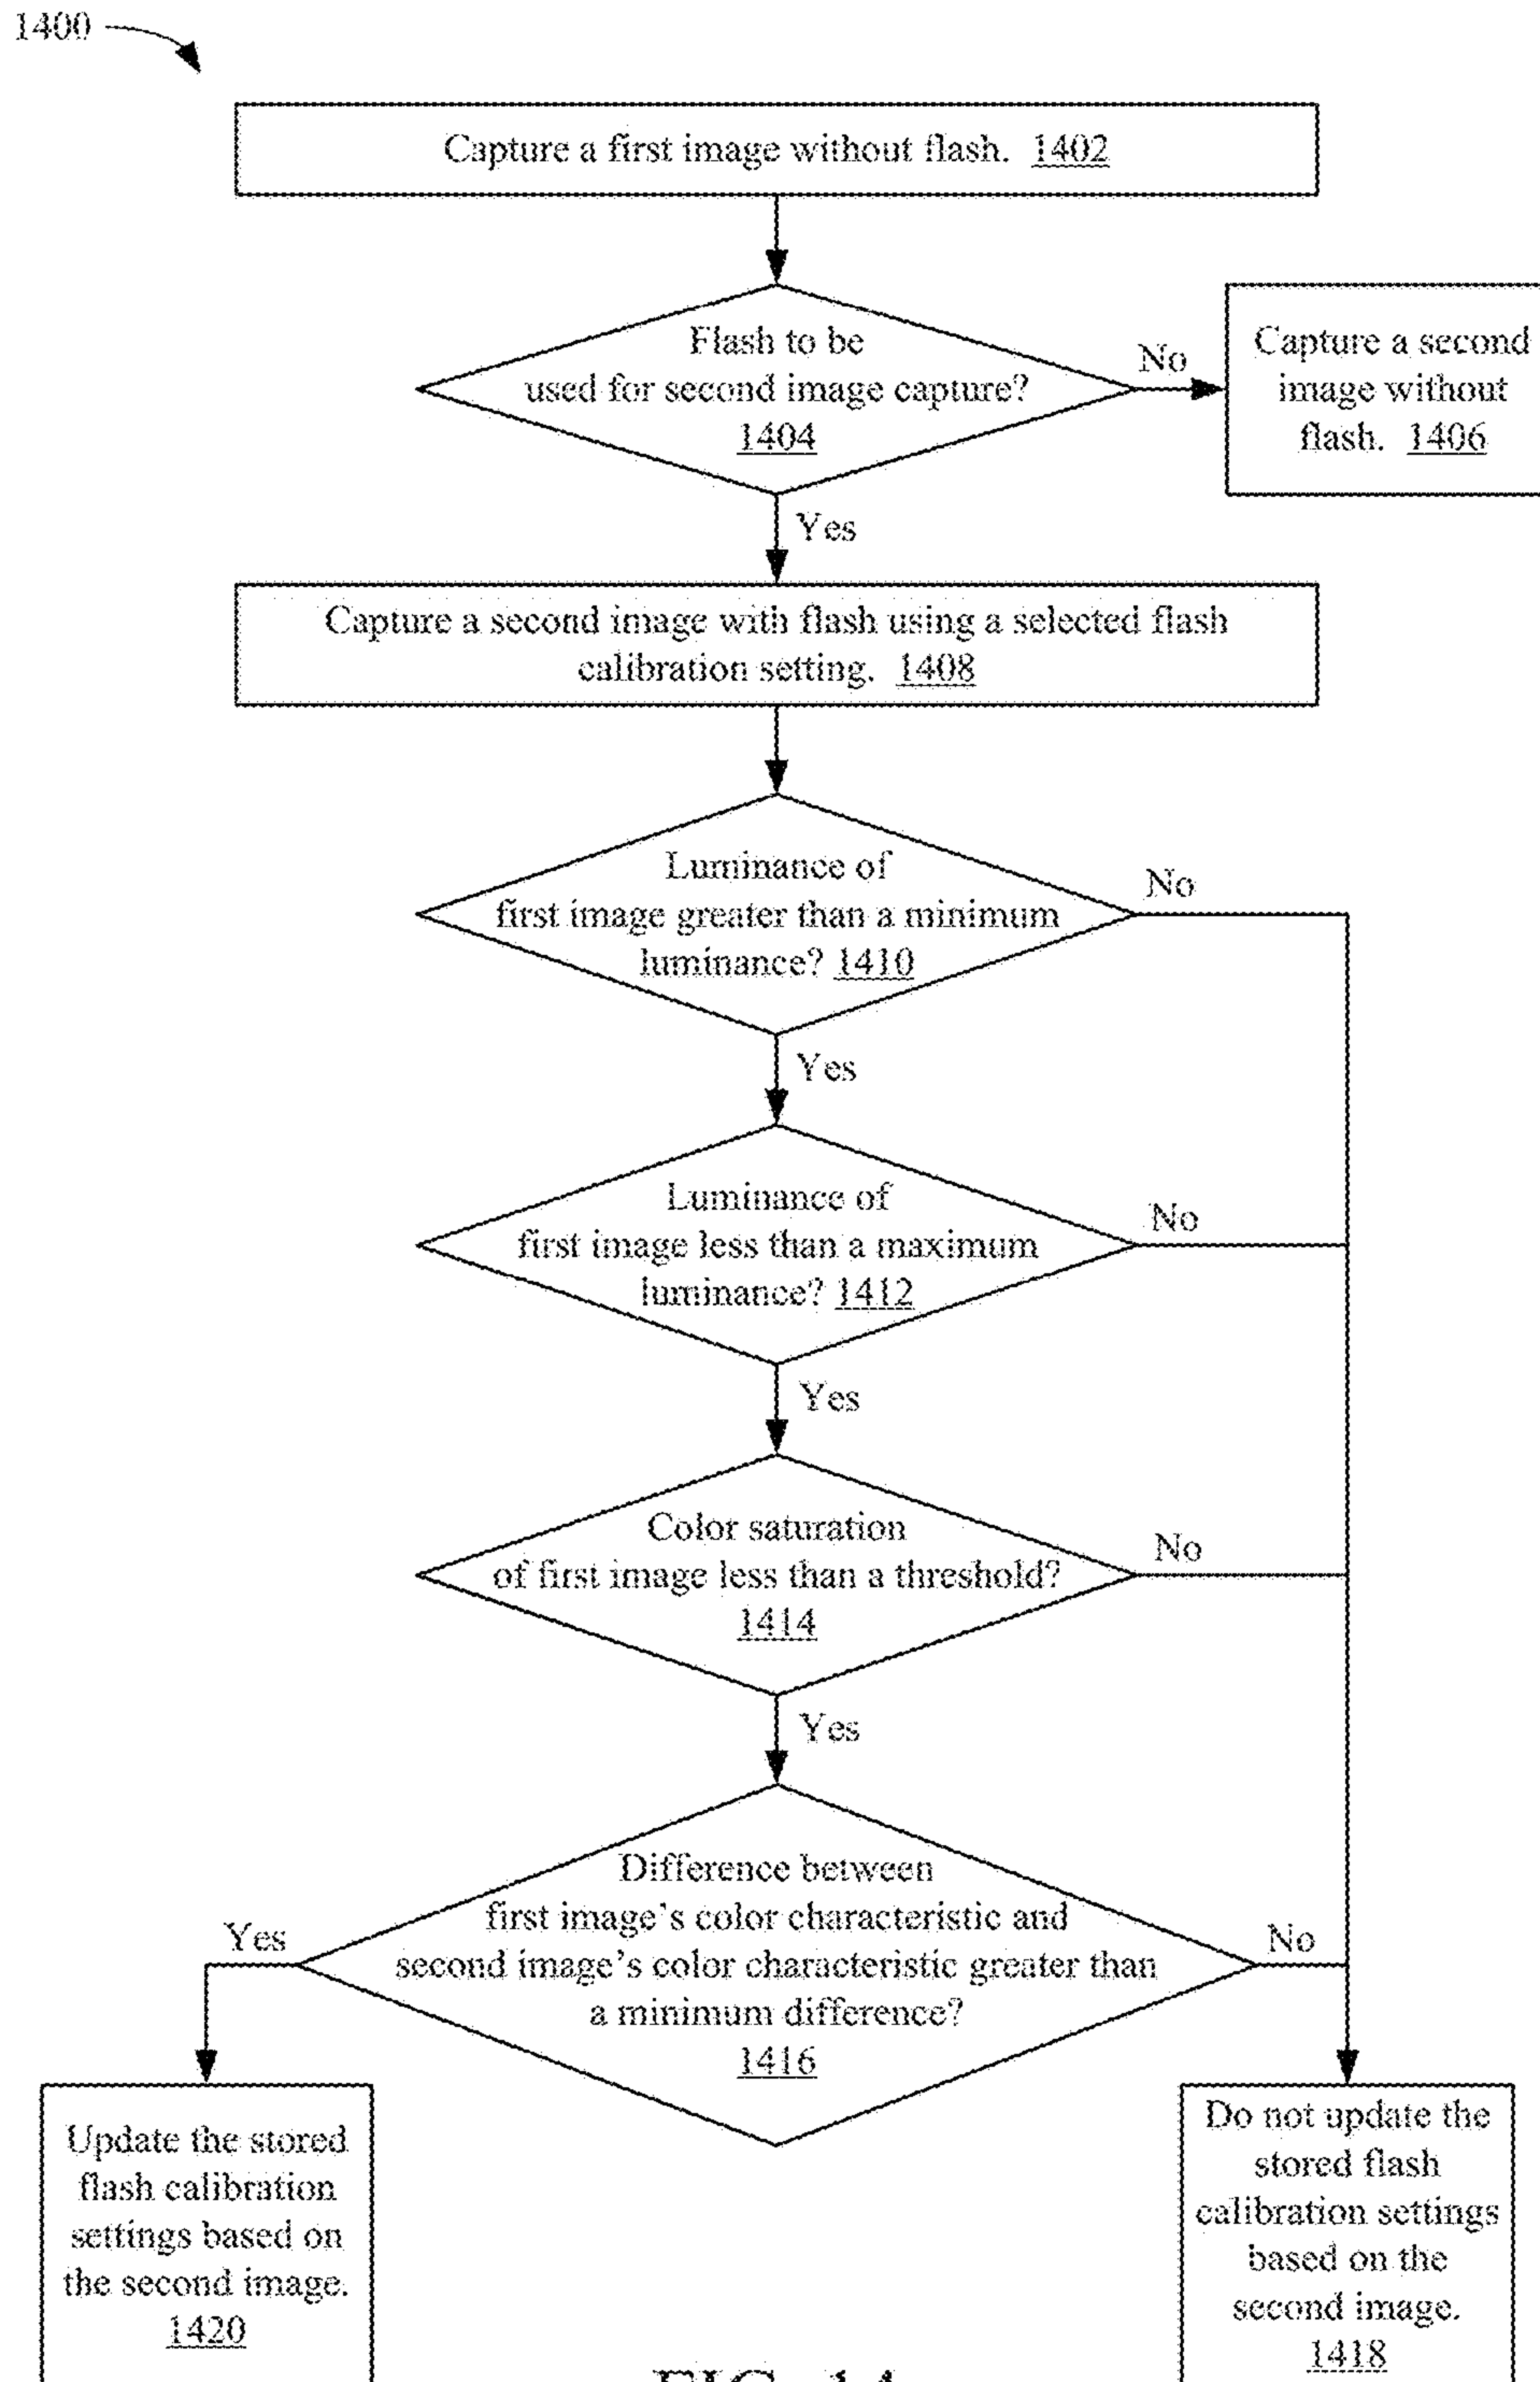 1400
Capture a first image without flash. 1402
Flash to be
used for second image capture?
1404
No
Capture a second
image without
flash. 1406
Yes
Capture a second image with flash using a selected flash
calibration setting. 1408
Luminance of
first image greater than a minimum
luminance? 1410
No
Yes
Luminance of
first image less than a maximum
luminance? 1412
No
Yes
Color saturation
of first image less than a threshold?
1414
No
Yes
Difference between
first image's color characteristic and
second image's color characteristic greater than
a minimum difference?
1416
Yes
No
Update the stored
flash calibration
settings based on
the second image.
1420
Do not update the
stored flash
calibration settings
based on the
second image.
1418